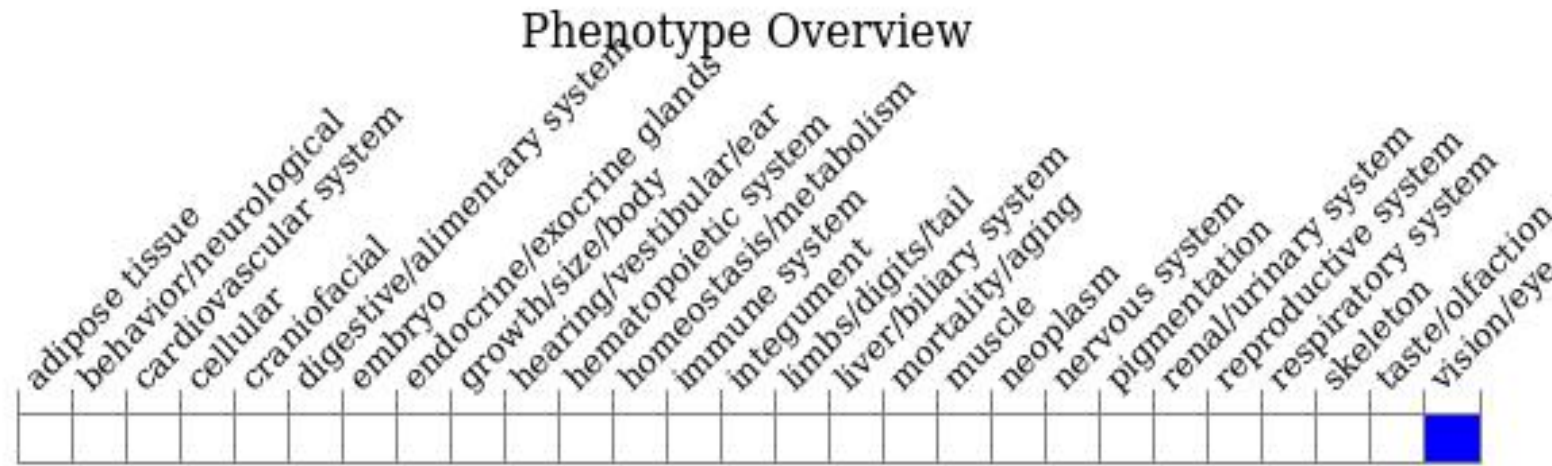 Phenotype Overview
adipose tissue
behavior/neurological
cardiovascular system
cellular
craniofacial
digestive/alimentary system
embryo
endocrine/exocrine glands
growth/size/body
hearing/vestibular/ear
hematopoietic system
homeostasis/metabolism
immune system
integument
limbs/digits/tail
liver/biliary system
mortality/aging
muscle
neoplasm
nervous system
pigmentation
renal/urinary system
reproductive system
respiratory system
skeleton
taste/olfaction
vision/eye